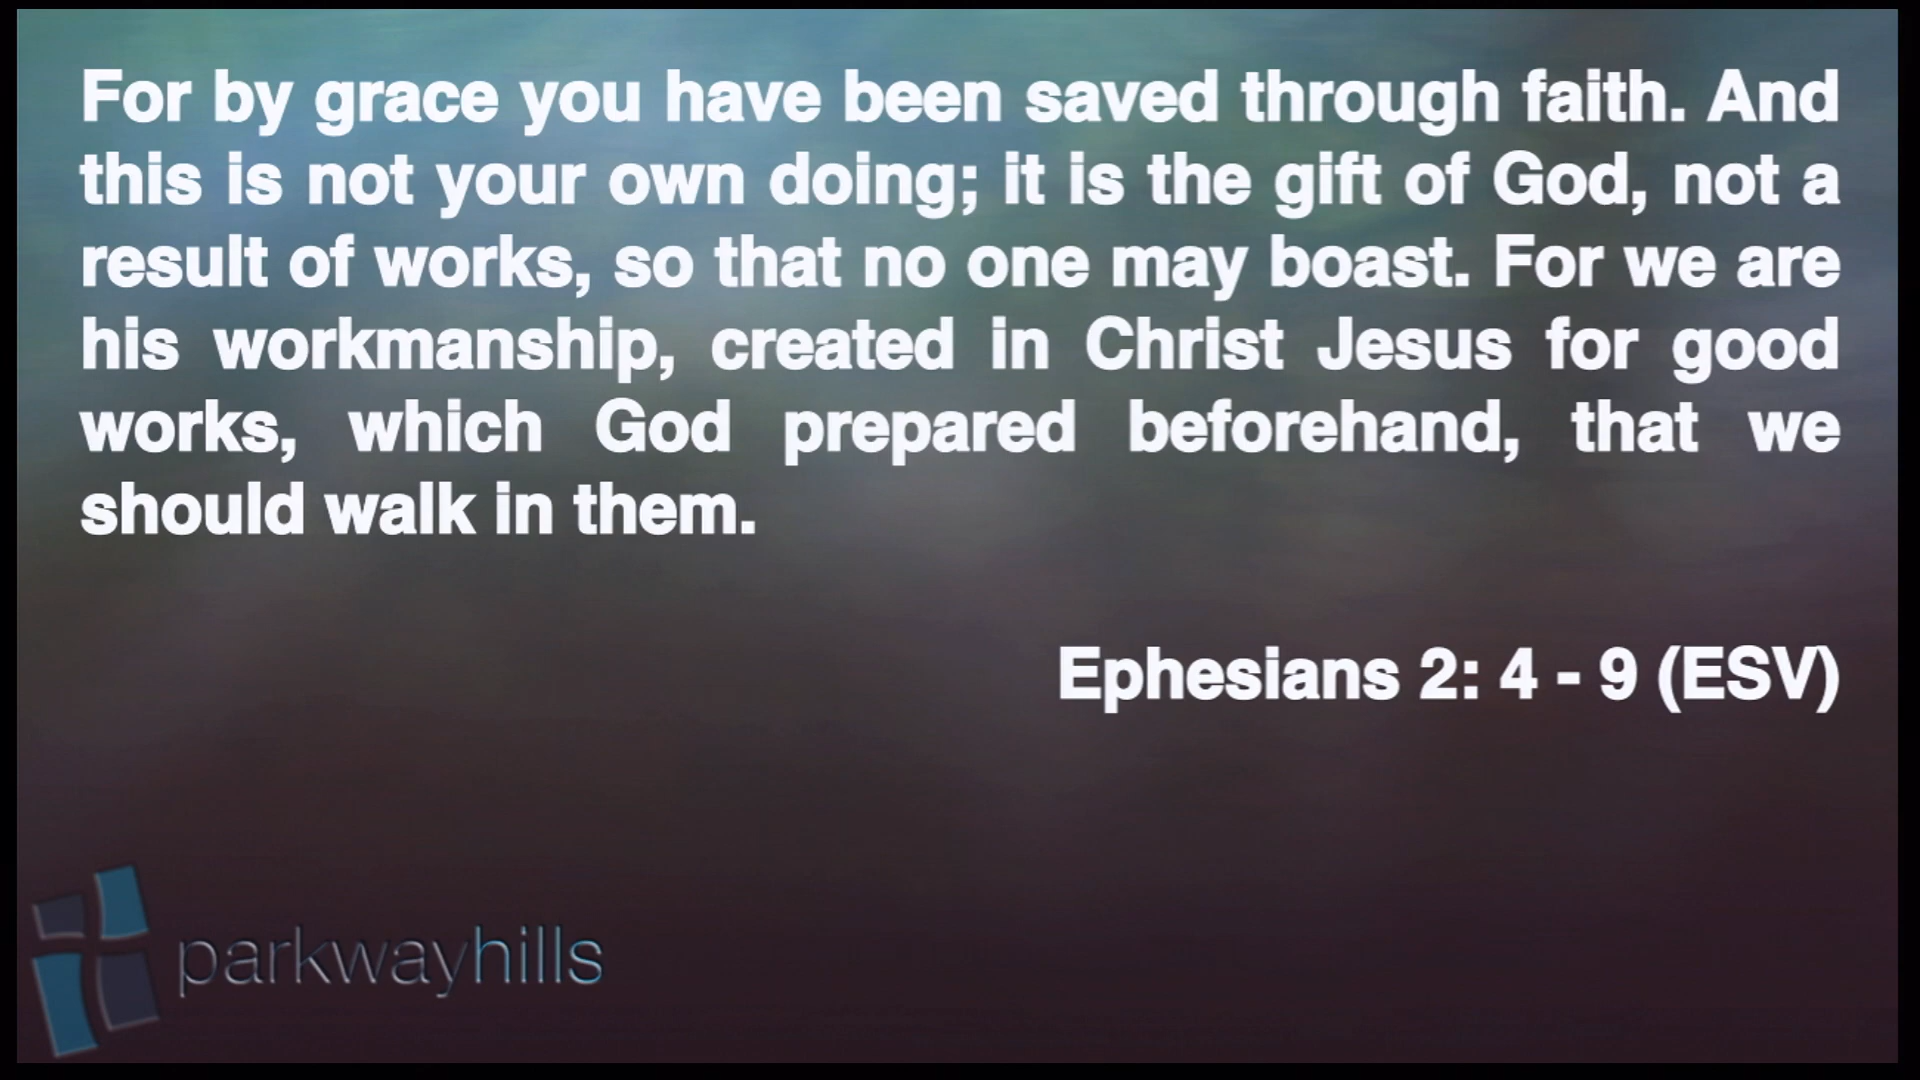 For by grace you have been saved through faith. And
this is not your own doing; it is the gift of God, not a
result of works, so that no one may boast. For we are
his workmanship, created in Christ Jesus for good
works, which God prepared beforehand, that we
should walk in them.
Ephesians 2: 4 - 9 (ESV)
parkwayhills